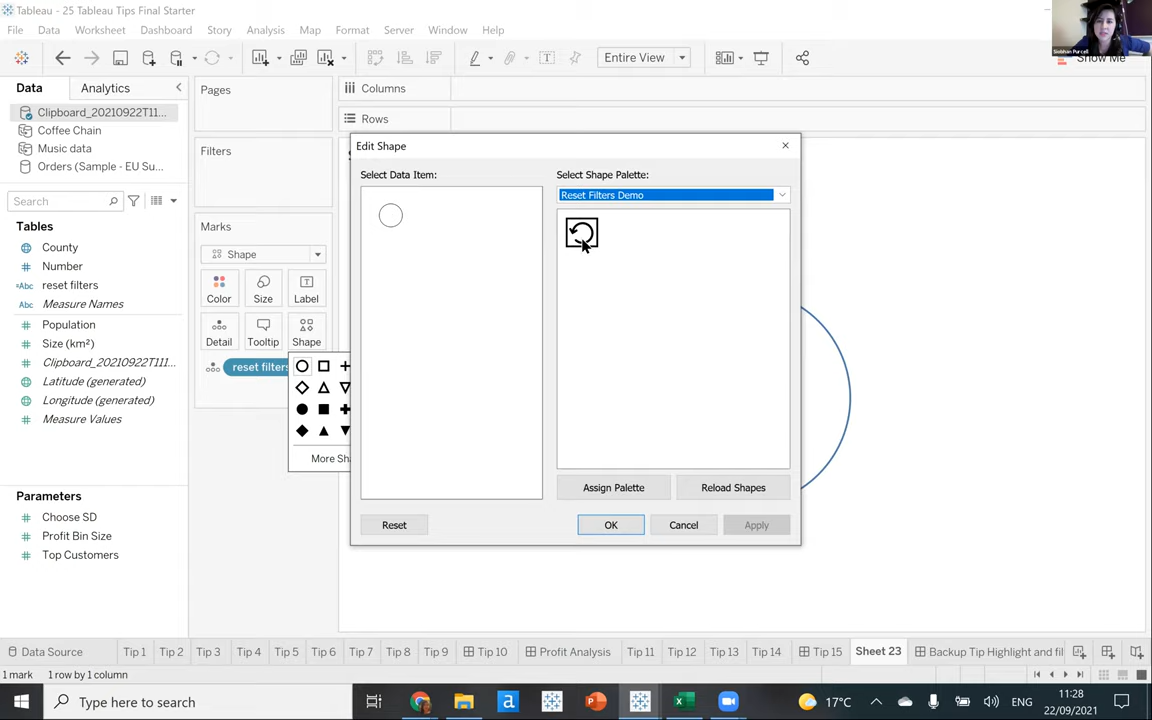 Tableau - 25 Tableau Tips Final Starter
File Data Worksheet Dashboard Story Analysis Map Format Server Window Help
Siobhan Purcell
Entire View
Show Me
Data Analytics
Pages
Columns
Clipboard_20210922T11...
Coffee Chain
Music data
Orders (Sample - EU Su...
Rows
Filters
Search
Tables
County
Number
Abc reset filters
Abc Measure Names
Population
Size (km²)
Clipboard_20210922T111...
Latitude (generated)
Longitude (generated)
Measure Values
Marks
Shape
Color Size Label
Detail Tooltip Shape
reset filters
More Sha
Edit Shape
Select Data Item:
Select Shape Palette:
Reset Filters Demo
Assign Palette Reload Shapes
Reset OK Cancel Apply
Parameters
Choose SD
Profit Bin Size
Top Customers
Data Source Tip 1 Tip 2 Tip 3 Tip 4 Tip 5 Tip 6 Tip 7 Tip 8 Tip 9 Tip 10 Profit Analysis Tip 11 Tip 12 Tip 13 Tip 14 Tip 15 Sheet 23 Backup Tip Highlight and fil
1 mark 1 row by 1 column
Type here to search
17°C
ENG
11:28
22/09/2021